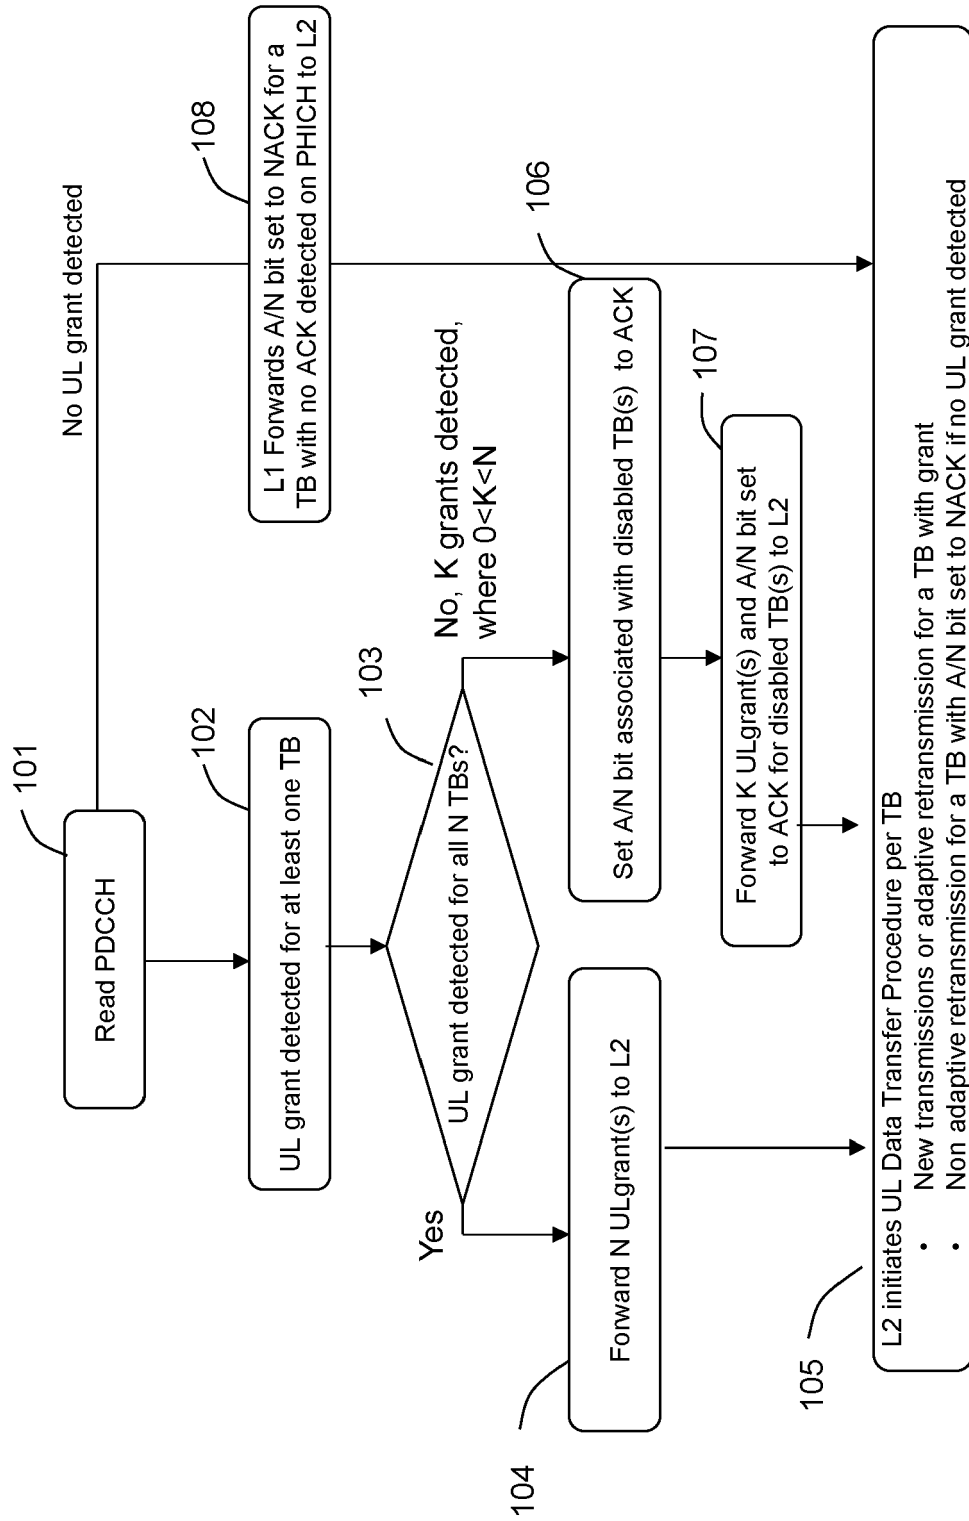 101
Read PDCCH
No UL grant detected
102
UL grant detected for at least one TB
108
L1 Forwards A/N bit set to NACK for a
TB with no ACK detected on PHICH to L2
103
UL grant detected for all N TBs?
Yes
No, K grants detected,
where 0<K<N
104
Forward N ULgrant(s) to L2
106
Set A/N bit associated with disabled TB(s) to ACK
107
Forward K ULgrant(s) and A/N bit set
to ACK for disabled TB(s) to L2
105
L2 initiates UL Data Transfer Procedure per TB
• New transmissions or adaptive retransmission for a TB with grant
• Non adaptive retransmission for a TB with A/N bit set to NACK if no UL grant detected